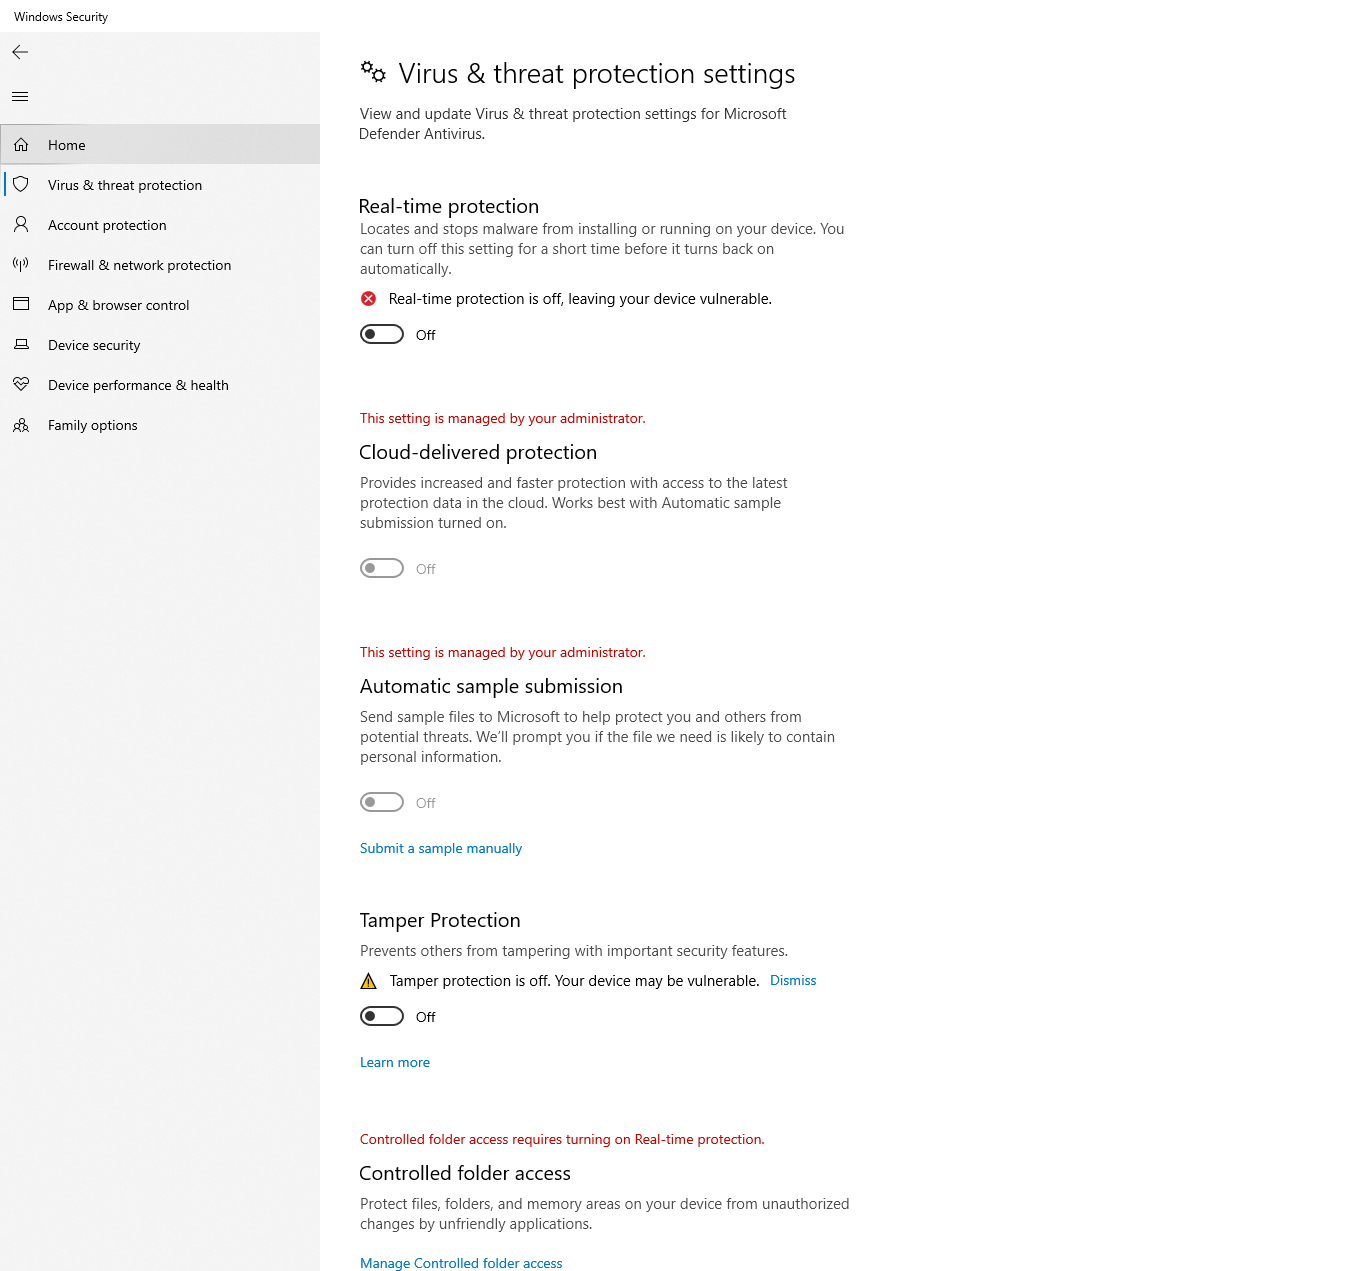 Windows Security
Home
Virus & threat protection
Account protection
Firewall & network protection
App & browser control
Device security
Device performance & health
Family options
Virus & threat protection settings
View and update Virus & threat protection settings for Microsoft
Defender Antivirus.
Real-time protection
Locates and stops malware from installing or running on your device. You
can turn off this setting for a short time before it turns back on
automatically.
Real-time protection is off, leaving your device vulnerable.
Off
This setting is managed by your administrator.
Cloud-delivered protection
Provides increased and faster protection with access to the latest
protection data in the cloud. Works best with Automatic sample
submission turned on.
Off
This setting is managed by your administrator.
Automatic sample submission
Send sample files to Microsoft to help protect you and others from
potential threats. We’ll prompt you if the file we need is likely to contain
personal information.
Off
Submit a sample manually
Tamper Protection
Prevents others from tampering with important security features.
Tamper protection is off. Your device may be vulnerable. Dismiss
Off
Learn more
Controlled folder access requires turning on Real-time protection.
Controlled folder access
Protect files, folders, and memory areas on your device from unauthorized
changes by unfriendly applications.
Manage Controlled folder access